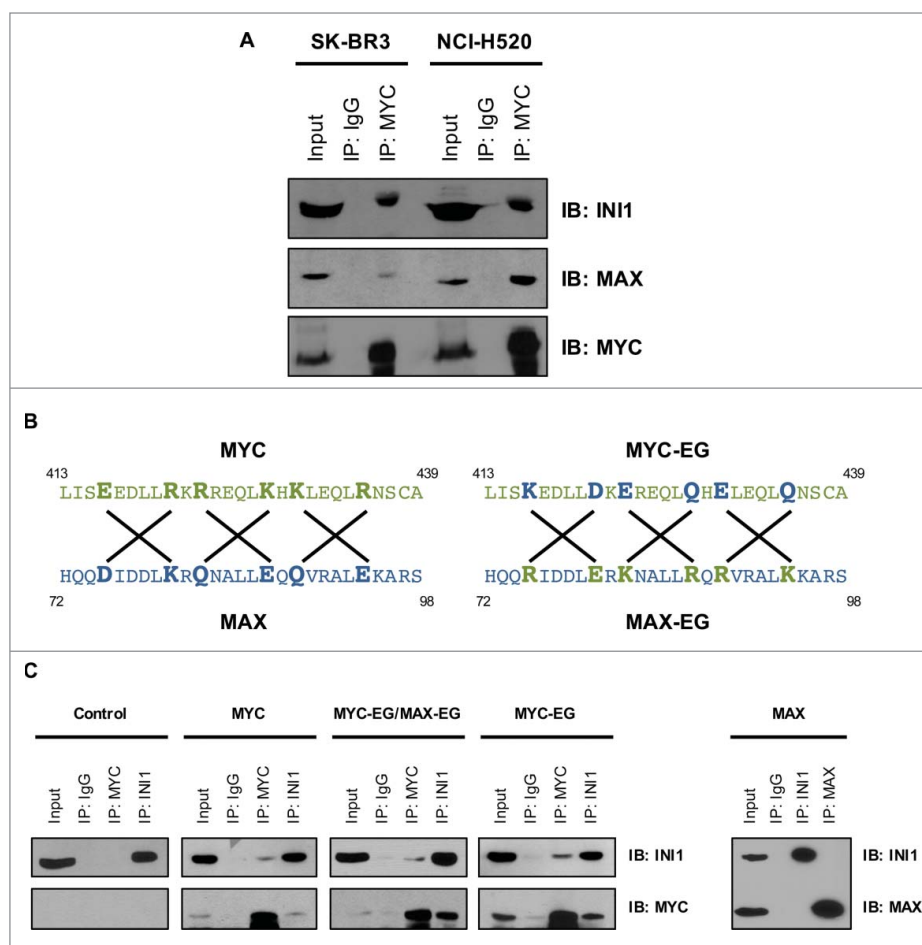 A
SK-BR3 NCI-H520
Input IP: IgG IP: MYC Input IP: IgG IP: MYC
IB: INI1
IB: MAX
IB: MYC
B
MYC MYC-EG
413 439 413 439
LISEEDLLRKRREQLKHKLEQLRNSCA LISKEDLLDKEREQLQHELEQLQNSCA
HQQDIDDLKRQNALLEQQVRALEKARS HQQRIDDLERKNALLRQRVRALKKARS
72 98 72 98
MAX MAX-EG
C
Control MYC MYC-EG/MAX-EG MYC-EG MAX
Input IP: IgG IP: MYC IP: INI1 Input IP: IgG IP: MYC IP: INI1 Input IP: IgG IP: MYC IP: INI1 Input IP: IgG IP: MYC IP: INI1 Input IP: IgG IP: INI1 IP: MAX
IB: INI1 IB: INI1
IB: MYC IB: MAX